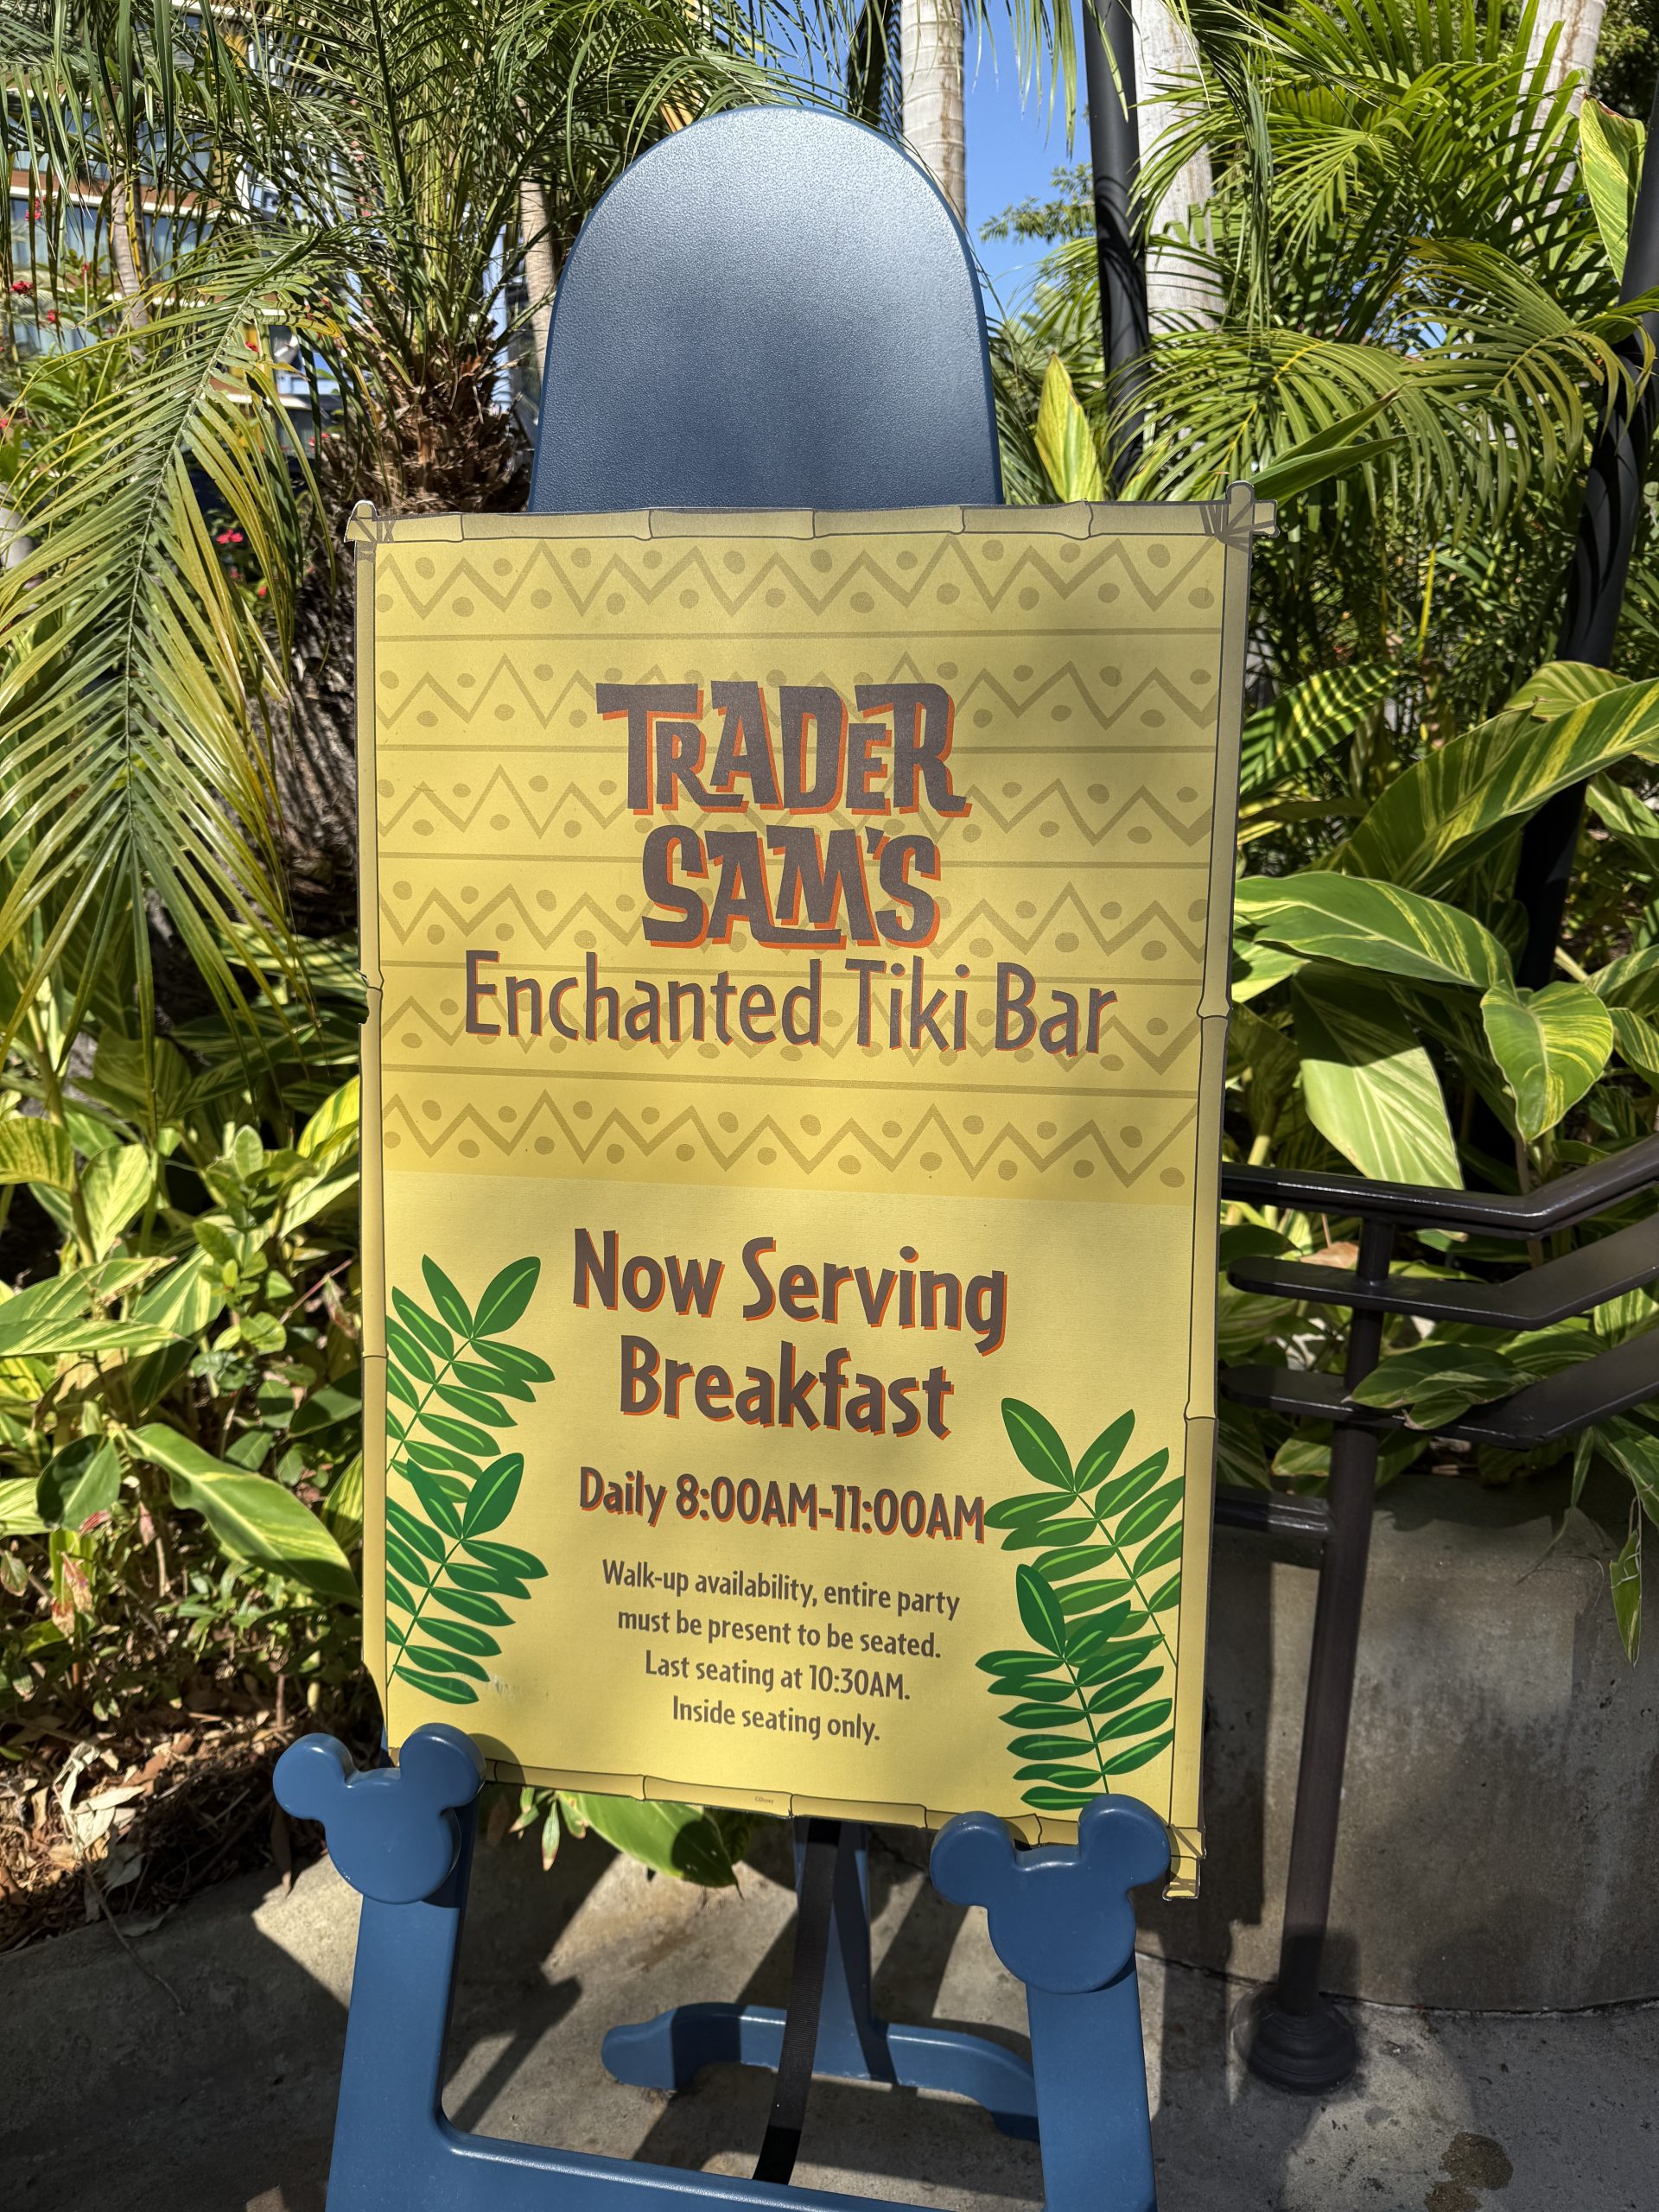 TRADER
SAM'S
Enchanted Tiki Bar
Now Serving
Breakfast
Daily 8:00AM-11:00AM
Walk-up availability, entire party
must be present to be seated.
Last seating at 10:30AM.
Inside seating only.
©Disney